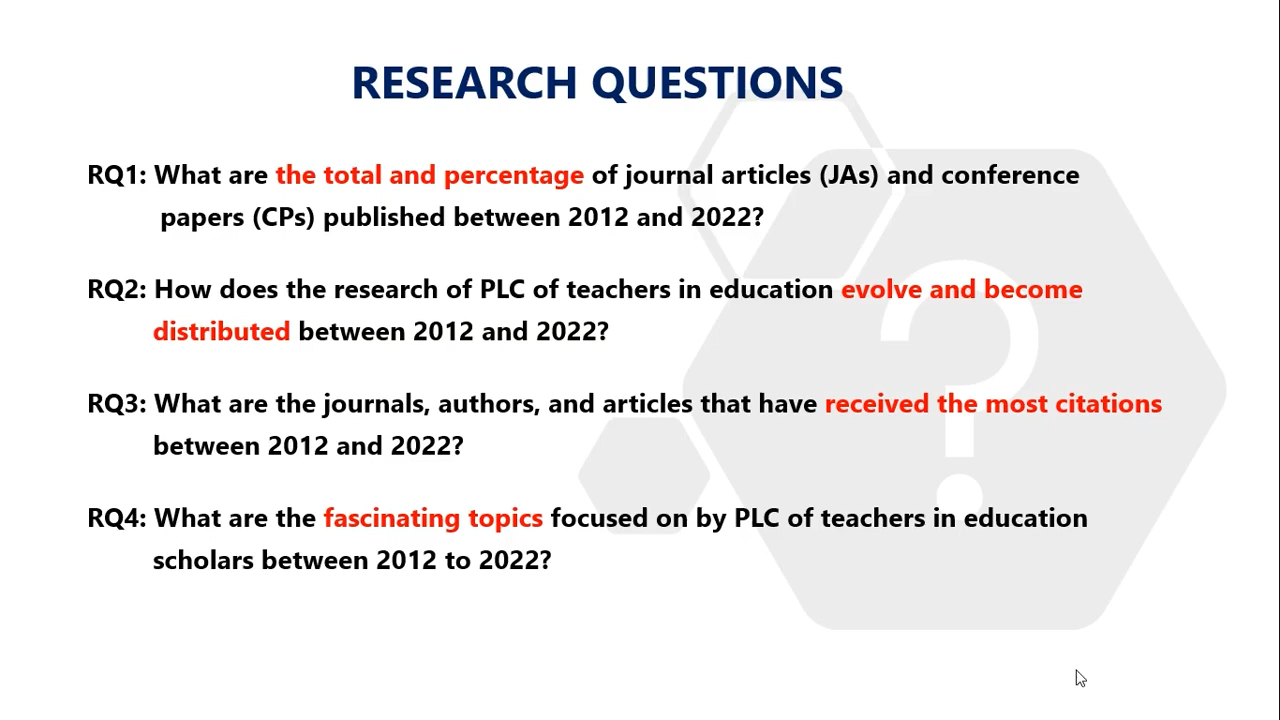 RESEARCH QUESTIONS
RQ1: What are the total and percentage of journal articles (JAs) and conference
papers (CPs) published between 2012 and 2022?
RQ2: How does the research of PLC of teachers in education evolve and become
distributed between 2012 and 2022?
RQ3: What are the journals, authors, and articles that have received the most citations
between 2012 and 2022?
RQ4: What are the fascinating topics focused on by PLC of teachers in education
scholars between 2012 to 2022?